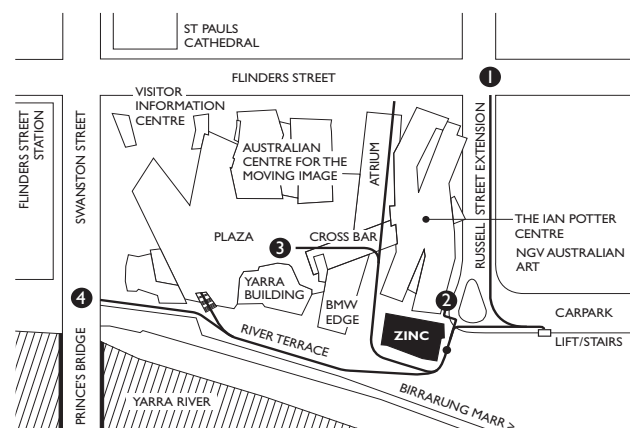 ST PAULS
CATHEDRAL
FLINDERS STREET
1
VISITOR
INFORMATION
CENTRE
FLINDERS STREET
STATION
SWANSTON STREET
AUSTRALIAN
CENTRE FOR THE
MOVING IMAGE
ATRIUM
RUSSELL STREET EXTENSION
THE IAN POTTER
CENTRE
NGV AUSTRALIAN
ART
PLAZA
3
CROSS BAR
YARRA
BUILDING
BMW
EDGE
2
4
ZINC
CARPARK
LIFT/STAIRS
RIVER TERRACE
PRINCE'S BRIDGE
YARRA RIVER
BIRRARUNG MARR >